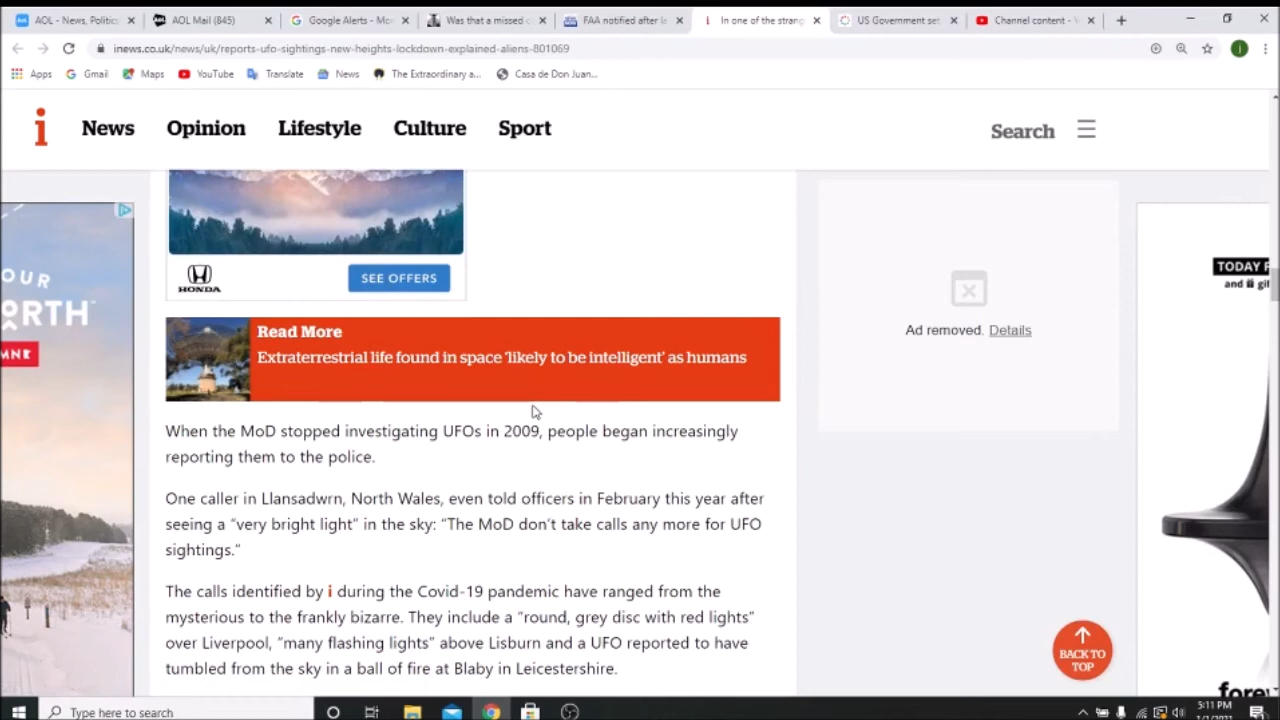 AOL - News, Politic
AOL Mail (845)
Google Alerts - Mo
Was that a missed c
FAA notified after la
In one of the strang
US Government set
Channel content - Y
inews.co.uk/news/uk/reports-ufo-sightings-new-heights-lockdown-explained-aliens-801069
Apps
Gmail
Maps
YouTube
Translate
News
The Extraordinary a...
Casa de Don Juan...
i
News
Opinion
Lifestyle
Culture
Sport
Search
HONDA
SEE OFFERS
Read More
Extraterrestrial life found in space ‘likely to be intelligent’ as humans
When the MoD stopped investigating UFOs in 2009, people began increasingly
reporting them to the police.
One caller in Llansadwrn, North Wales, even told officers in February this year after
seeing a “very bright light” in the sky: “The MoD don’t take calls any more for UFO
sightings.”
The calls identified by i during the Covid-19 pandemic have ranged from the
mysterious to the frankly bizarre. They include a “round, grey disc with red lights”
over Liverpool, “many flashing lights” above Lisburn and a UFO reported to have
tumbled from the sky in a ball of fire at Blaby in Leicestershire.
OUR
ORTH
Ad removed. Details
TODAY
and gi
BACK TO
TOP
Type here to search
5:11 PM